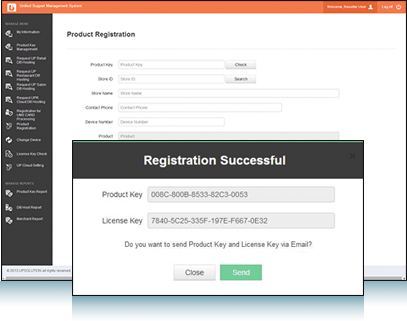 Unified Support Management System
Welcome, Reseller User
Log off
MANAGE MENU
My Information
Product Key
Management
Request UP Retail
DB Hosting
Request UP
Restaurant DB
Hosting
Request UP Salon
DB Hosting
Request UPR
Cloud DB Hosting
Registration for
UMS CARD
Processing
Product
Registration
Change Device
License Key Check
UP Cloud Setting
MANAGE REPORTS
Product Key Report
DB Host Report
Merchant Report
Product Registration
Product Key Product Key Check
Store ID Store ID Search
Store Name Store Name
Contact Phone Contact Phone
Device Number Device Number
Product Product
Registration Successful
×
Product Key 008C-800B-8533-82C3-0053
License Key 7840-5C25-335F-197E-F667-0E32
Do you want to send Product Key and License Key via Email?
Close Send
© 2013 UPSOLUTION all rights reserved.